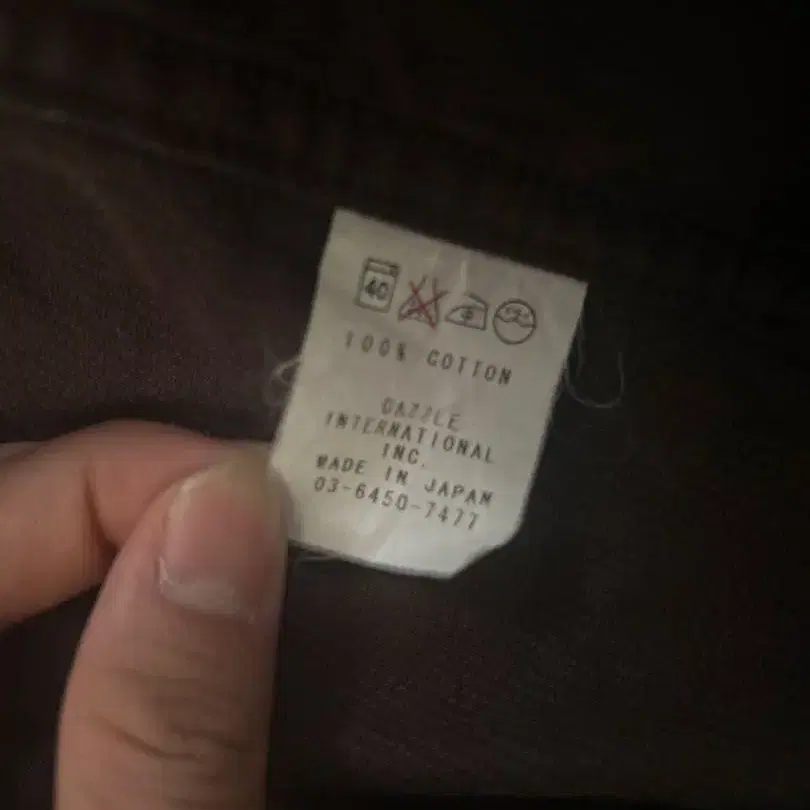 40
100% COTTON
DAZZLE
INTERNATIONAL
INC.
MADE IN JAPAN
03-6450-7477